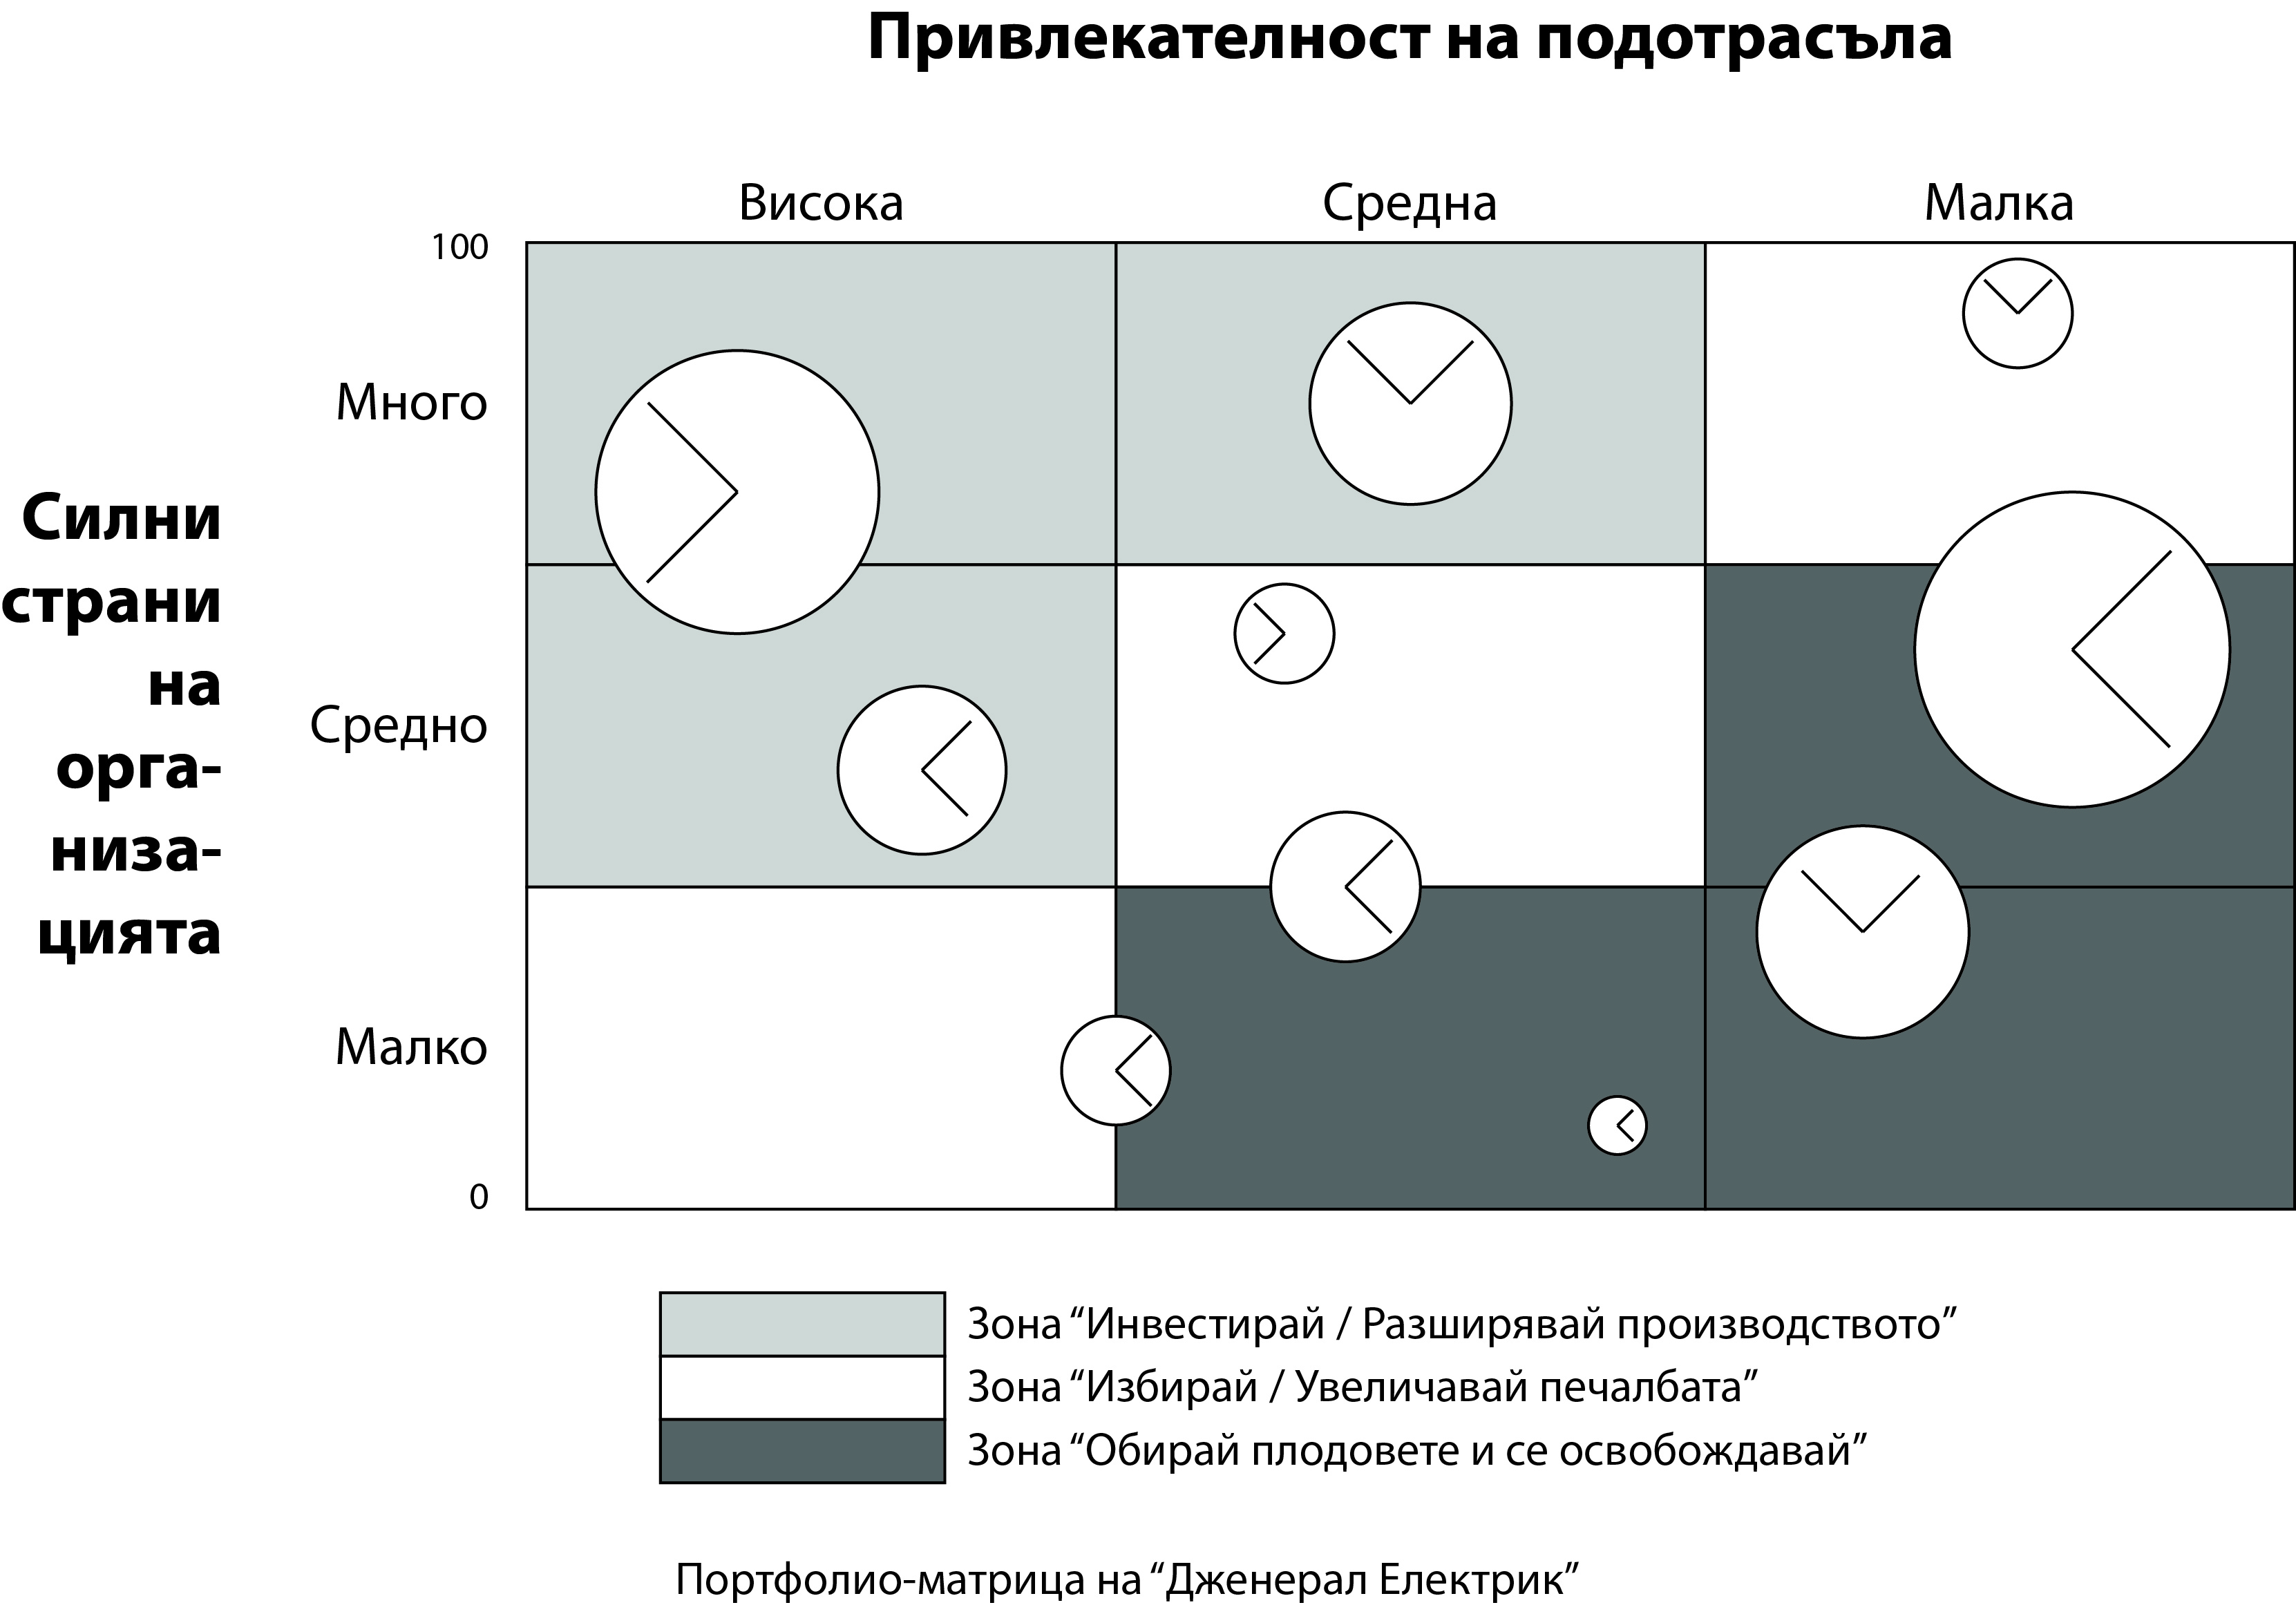 Привлекателност на подотрасъла
Висока
Средна
Малка
100
Много
Силни
страни
на
орга-
низа-
цията
Средно
Малко
0
Зона “Инвестирай / Разширявай производството”
Зона “Избирай / Увеличавай печалбата”
Зона “Обирай плодовете и се освобождавай”
Портфолио-матрица на “Дженерал Електрик”